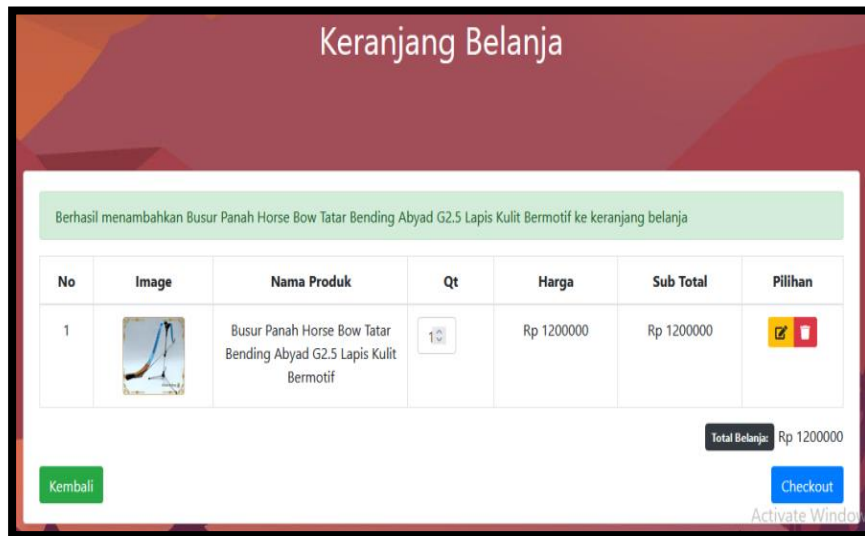 Keranjang Belanja
Berhasil menambahkan Busur Panah Horse Bow Tatar Bending Abyad G2.5 Lapis Kulit Bermotif ke keranjang belanja
No Image Nama Produk Qt Harga Sub Total Pilihan
1 Busur Panah Horse Bow Tatar 1 Rp 1200000 Rp 1200000
Bending Abyad G2.5 Lapis Kulit
Bermotif
Total Belanja: Rp 1200000
Kembali Checkout
Activate Window